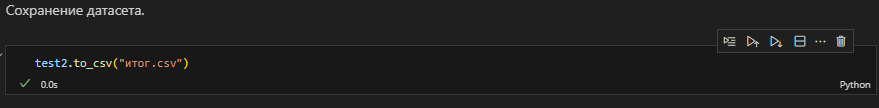 Сохранение датасета.
test2.to_csv("итог.csv")
0.0s
Python